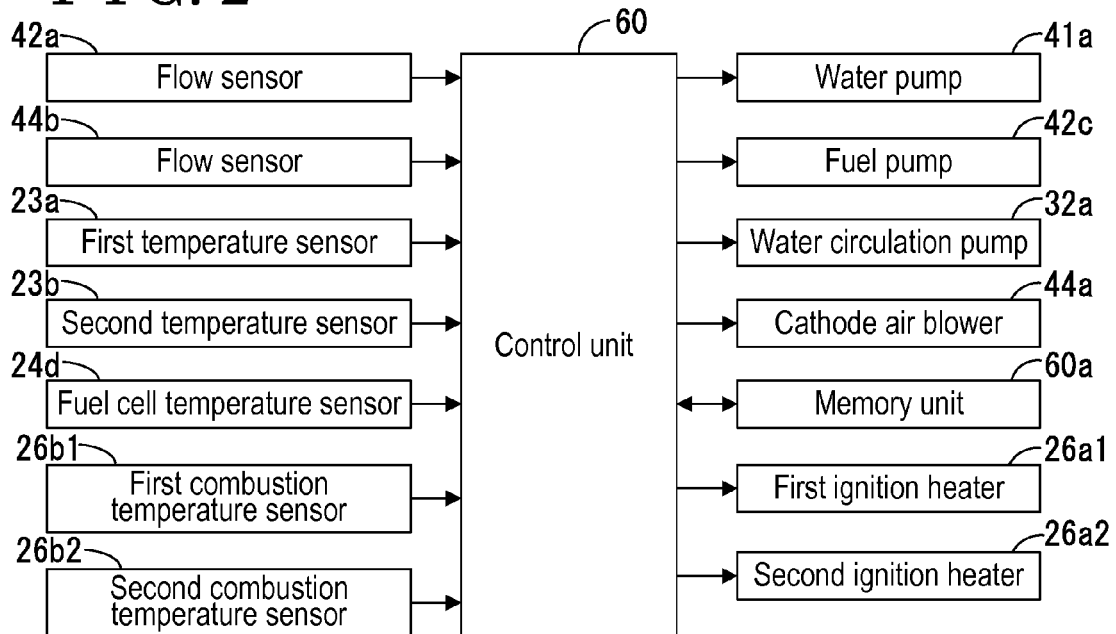 FIG.2
42a
Flow sensor
44b
Flow sensor
23a
First temperature sensor
23b
Second temperature sensor
24d
Fuel cell temperature sensor
26b1
First combustion
temperature sensor
26b2
Second combustion
temperature sensor
60
Control unit
41a
Water pump
42c
Fuel pump
32a
Water circulation pump
44a
Cathode air blower
60a
Memory unit
26a1
First ignition heater
26a2
Second ignition heater